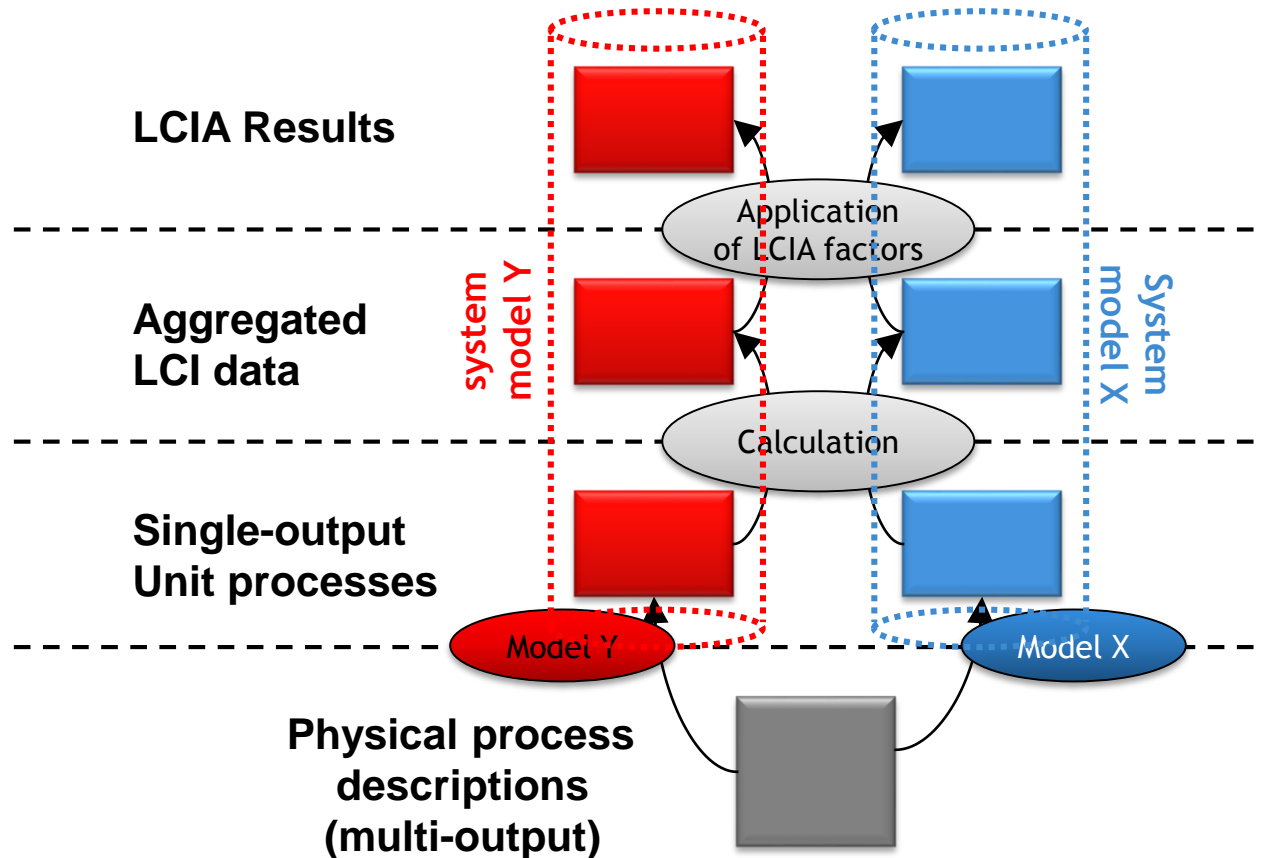 LCIA Results
Application
of LCIA factors
system
model Y
System
model X
Aggregated
LCI data
Calculation
Single-output
Unit processes
Model Y
Model X
Physical process
descriptions
(multi-output)